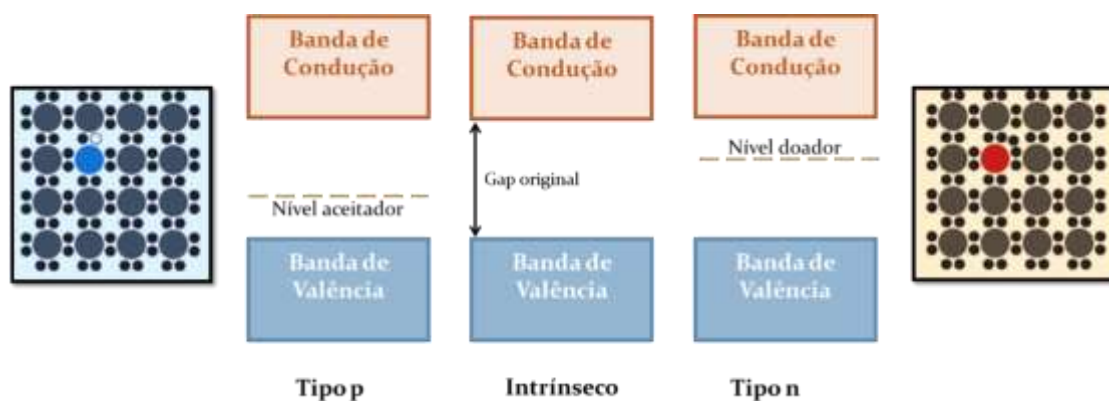 Banda de
Condução
Banda de
Condução
Banda de
Condução
Nível doador
Gap original
Nível aceitador
Banda de
Valência
Banda de
Valência
Banda de
Valência
Tipo p
Intrínseco
Tipo n